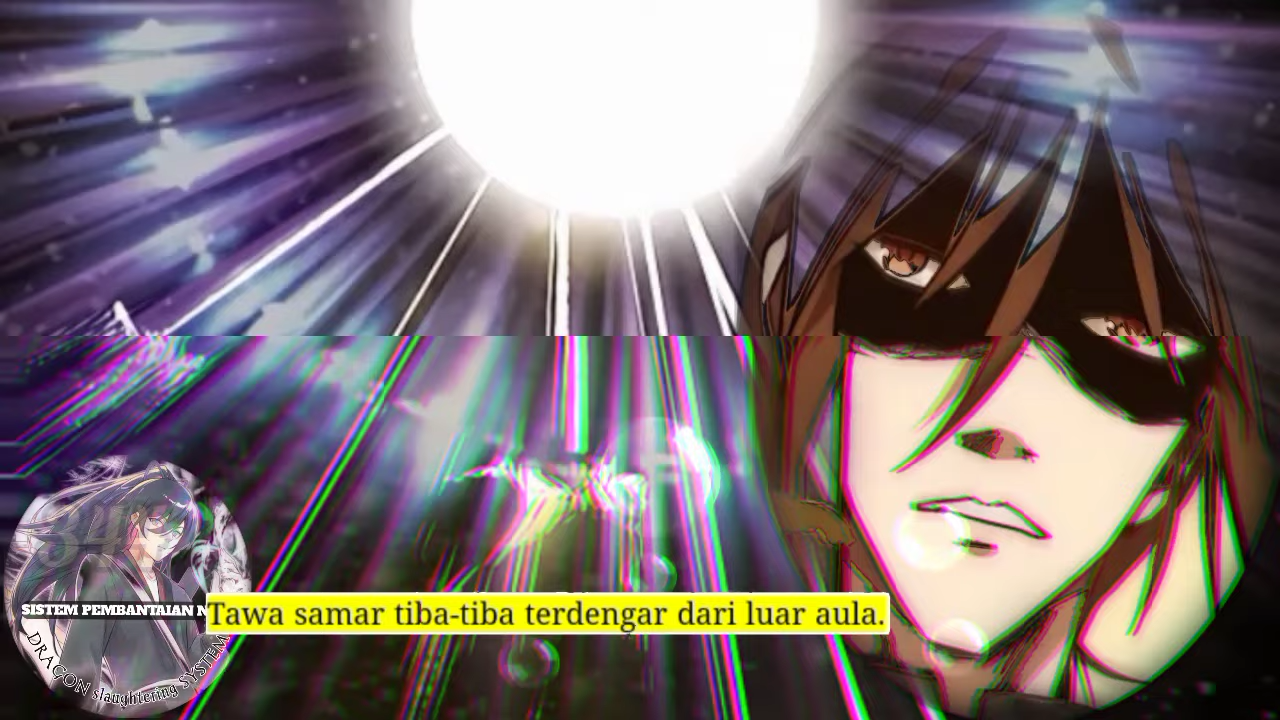 SISTEM PEMBANTAIAN N
Tawa samar tiba-tiba terdengar dari luar aula.
DRAGON slaughtering SYSTEM